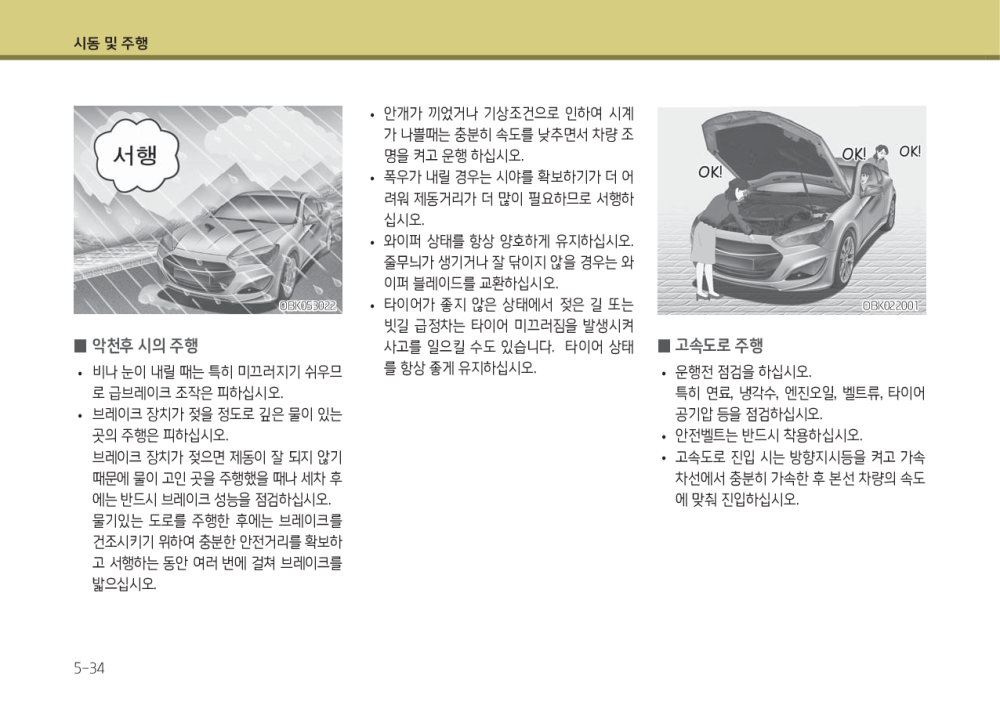 시동 및 주행
서행
OBK053022
■ 악천후 시의 주행
• 비나 눈이 내릴 때는 특히 미끄러지기 쉬우므
로 급브레이크 조작은 피하십시오.
• 브레이크 장치가 젖을 정도로 깊은 물이 있는
곳의 주행은 피하십시오.
브레이크 장치가 젖으면 제동이 잘 되지 않기
때문에 물이 고인 곳을 주행했을 때나 세차 후
에는 반드시 브레이크 성능을 점검하십시오.
물기있는 도로를 주행한 후에는 브레이크를
건조시키기 위하여 충분한 안전거리를 확보하
고 서행하는 동안 여러 번에 걸쳐 브레이크를
밟으십시오.
• 안개가 끼었거나 기상조건으로 인하여 시계
가 나쁠때는 충분히 속도를 낮추면서 차량 조
명을 켜고 운행 하십시오.
• 폭우가 내릴 경우는 시야를 확보하기가 더 어
려워 제동거리가 더 많이 필요하므로 서행하
십시오.
• 와이퍼 상태를 항상 양호하게 유지하십시오.
줄무늬가 생기거나 잘 닦이지 않을 경우는 와
이퍼 블레이드를 교환하십시오.
• 타이어가 좋지 않은 상태에서 젖은 길 또는
빗길 급정차는 타이어 미끄러짐을 발생시켜
사고를 일으킬 수도 있습니다. 타이어 상태
를 항상 좋게 유지하십시오.
OK!
OK!
OK!
OBK022001
■ 고속도로 주행
• 운행전 점검을 하십시오.
특히 연료, 냉각수, 엔진오일, 벨트류, 타이어
공기압 등을 점검하십시오.
• 안전벨트는 반드시 착용하십시오.
• 고속도로 진입 시는 방향지시등을 켜고 가속
차선에서 충분히 가속한 후 본선 차량의 속도
에 맞춰 진입하십시오.
5-34